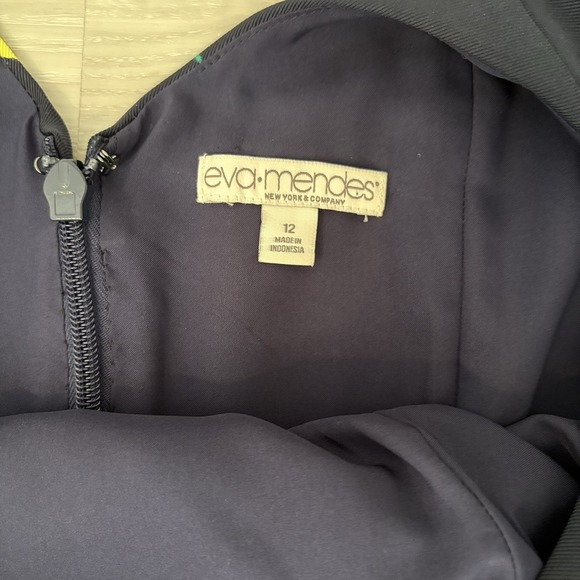 eva•mendes®
NEW YORK & COMPANY
12
MADE IN
INDONESIA